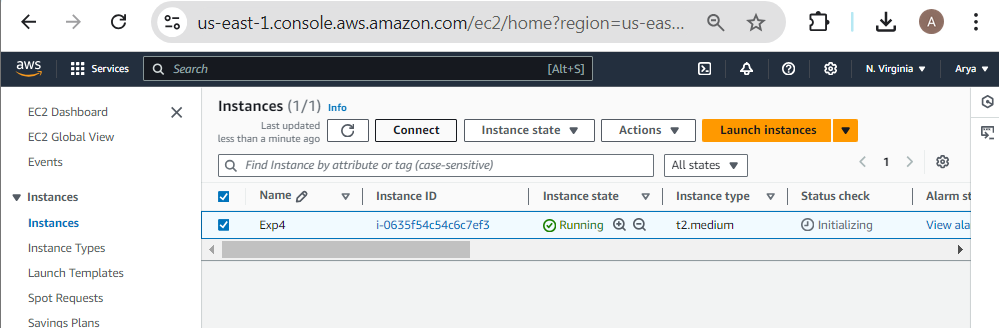 us-east-1.console.aws.amazon.com/ec2/home?region=us-eas...
A
aws Services Search [Alt+S] N. Virginia Arya
EC2 Dashboard
EC2 Global View
Events
Instances
Instances
Instance Types
Launch Templates
Spot Requests
Savings Plans
Instances (1/1) Info
Last updated
less than a minute ago
Connect Instance state Actions Launch instances
Find Instance by attribute or tag (case-sensitive) All states 1
Name Instance ID Instance state Instance type Status check Alarm st
Exp4 i-0635f54c54c6c7ef3 Running t2.medium Initializing View ala